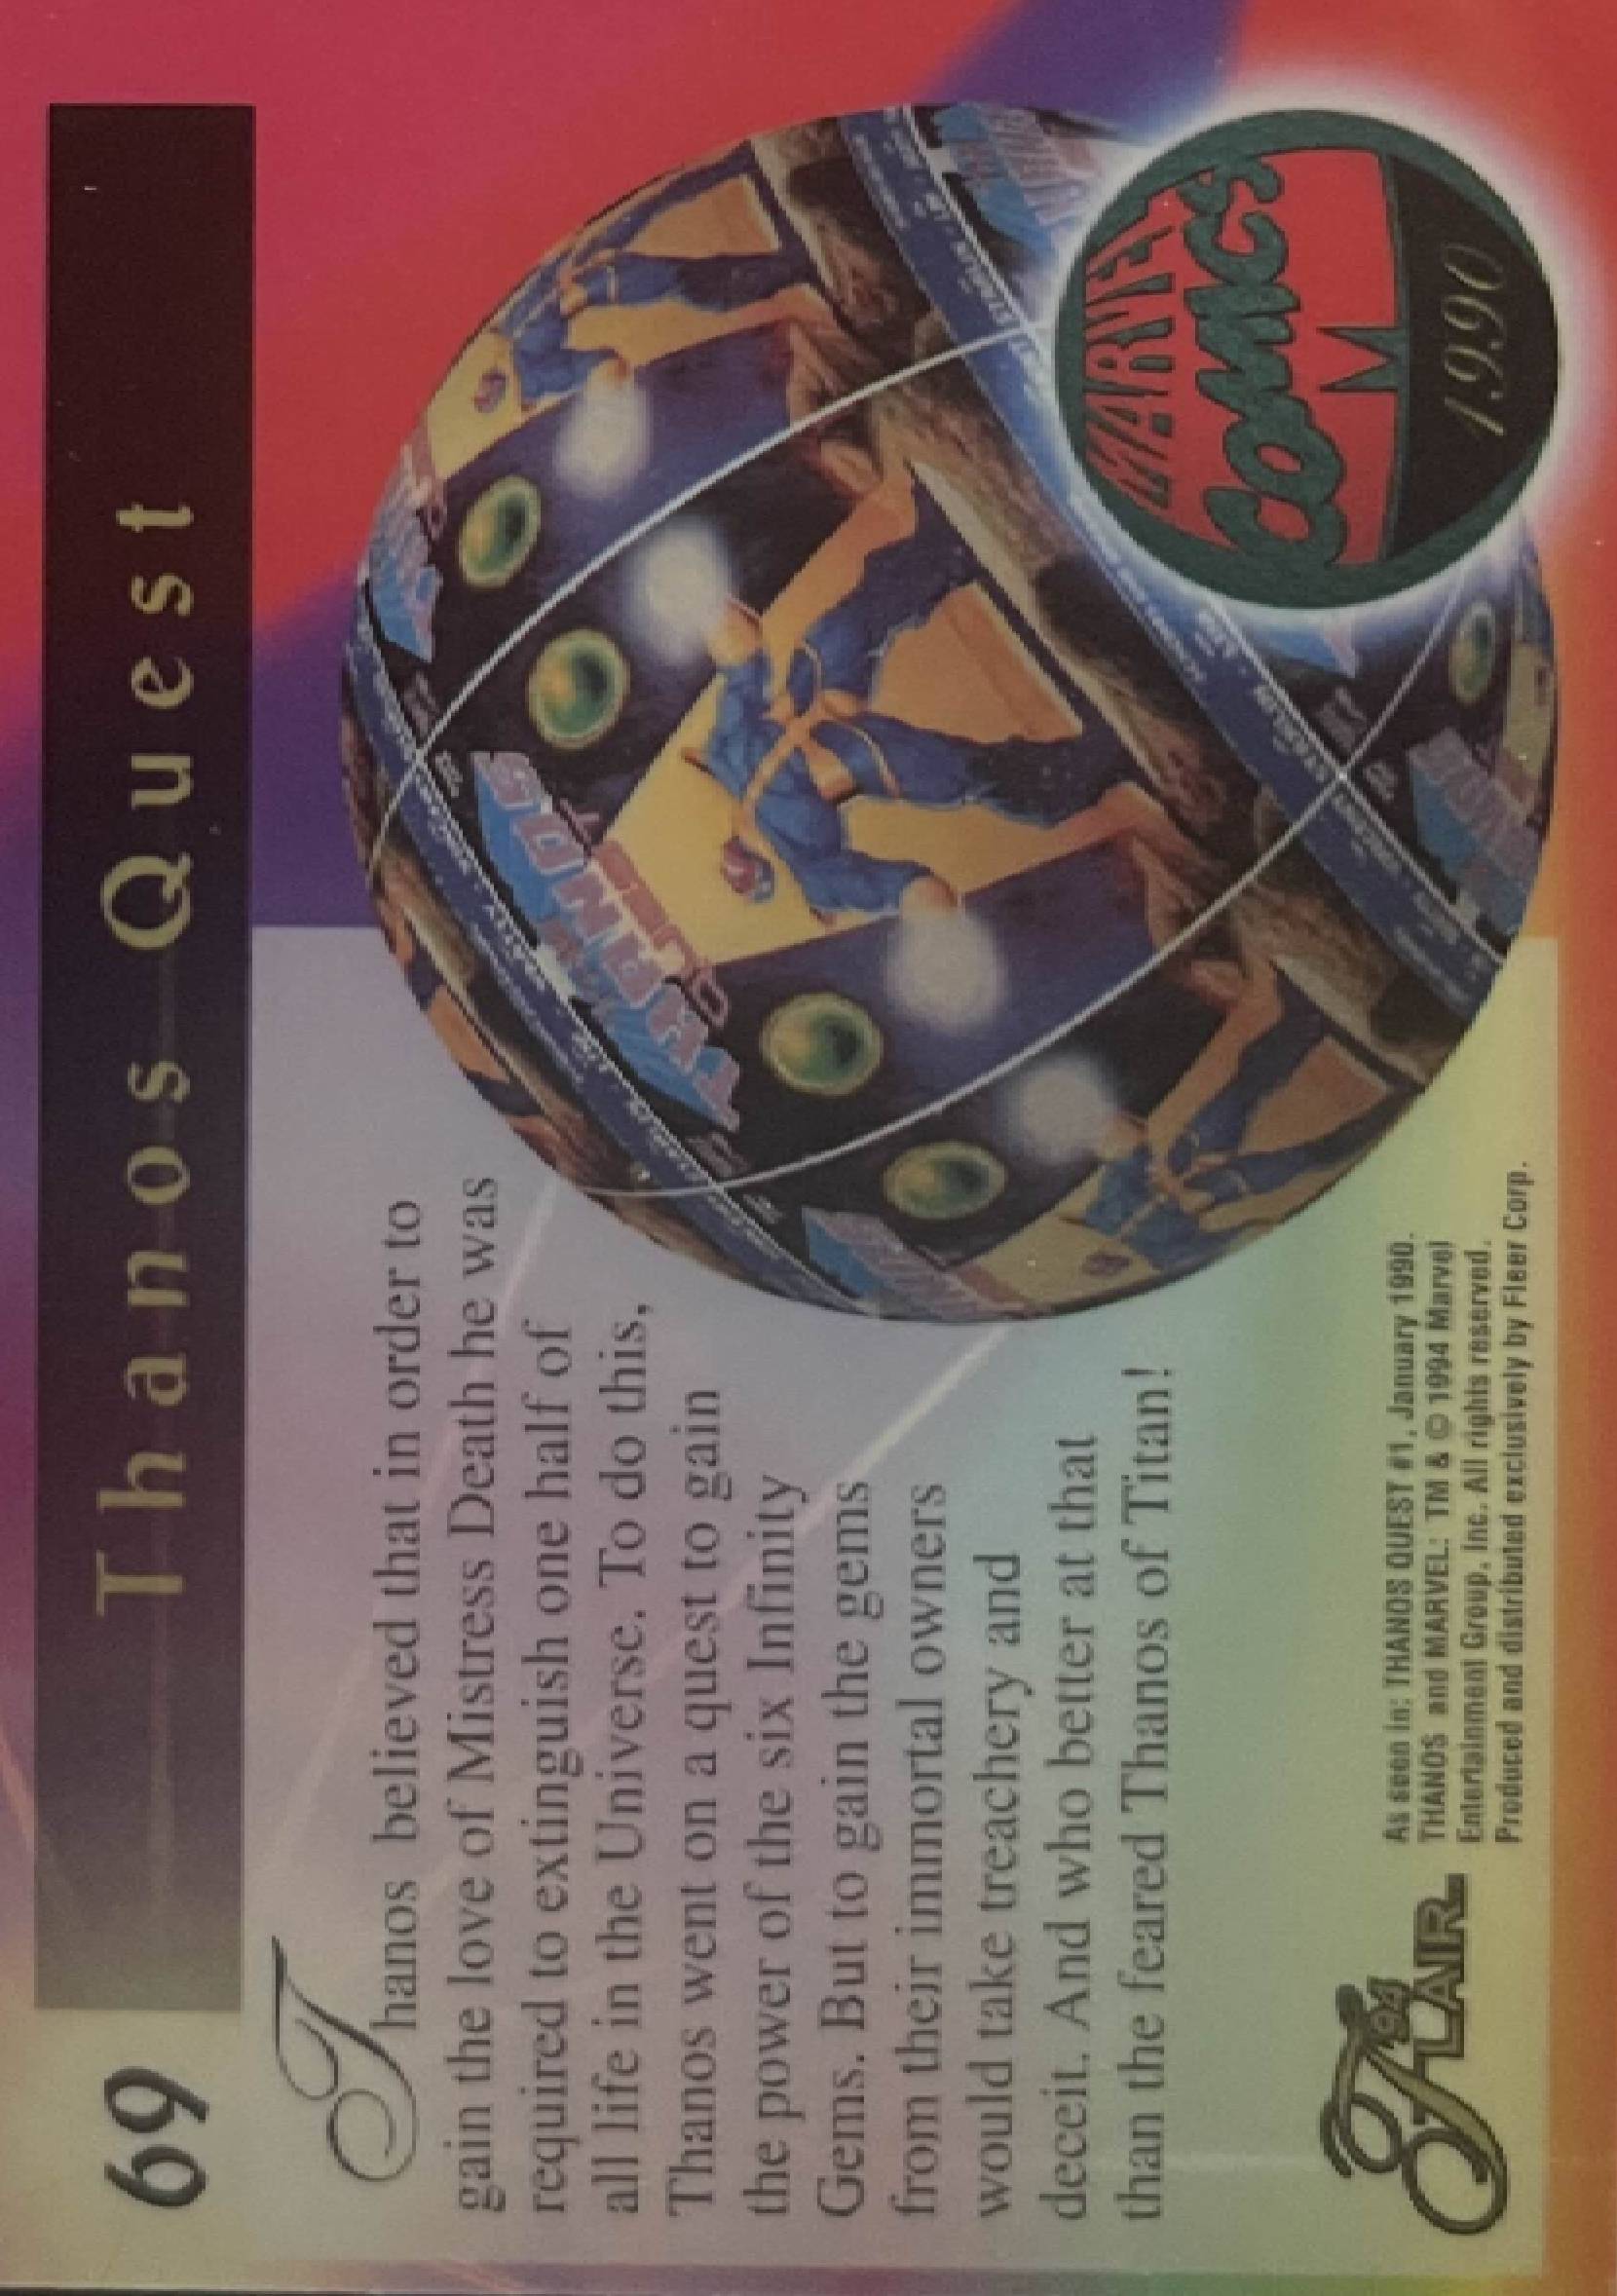 69
Thanos Quest
Thanos believed that in order to
gain the love of Mistress Death he was
required to extinguish one half of
all life in the Universe. To do this,
Thanos went on a quest to gain
the power of the six Infinity
Gems. But to gain the gems
from their immortal owners
would take treachery and
deceit. And who better at that
than the feared Thanos of Titan!
THANOS
QUEST
MARVEL
COMICS
M
1990
'94
FLAIR
As seen in: THANOS QUEST #1, January 1990.
THANOS and MARVEL: TM & © 1994 Marvel
Entertainment Group, Inc. All rights reserved.
Produced and distributed exclusively by Fleer Corp.